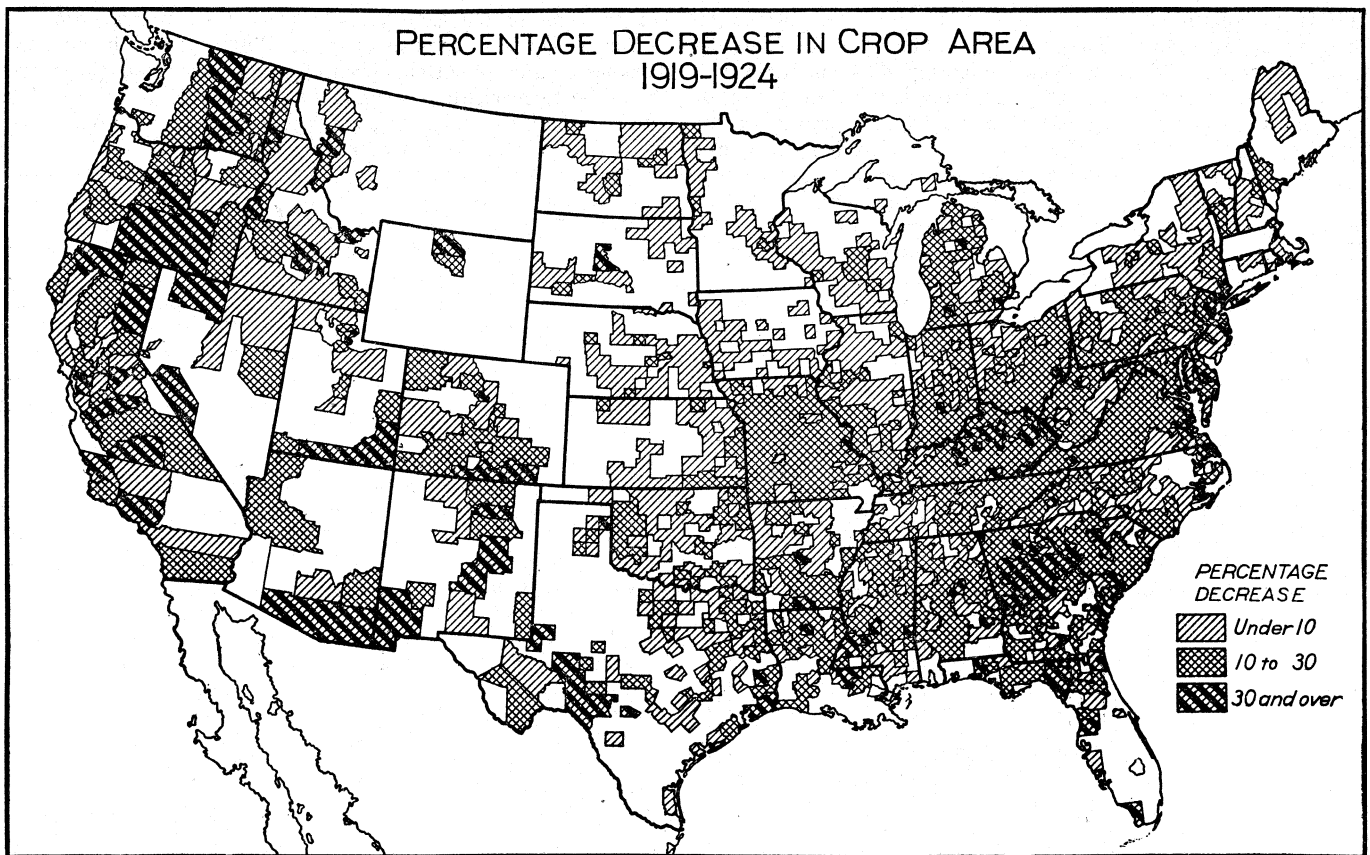 PERCENTAGE DECREASE IN CROP AREA
1919-1924
PERCENTAGE
DECREASE
Under 10
10 to 30
30 and over